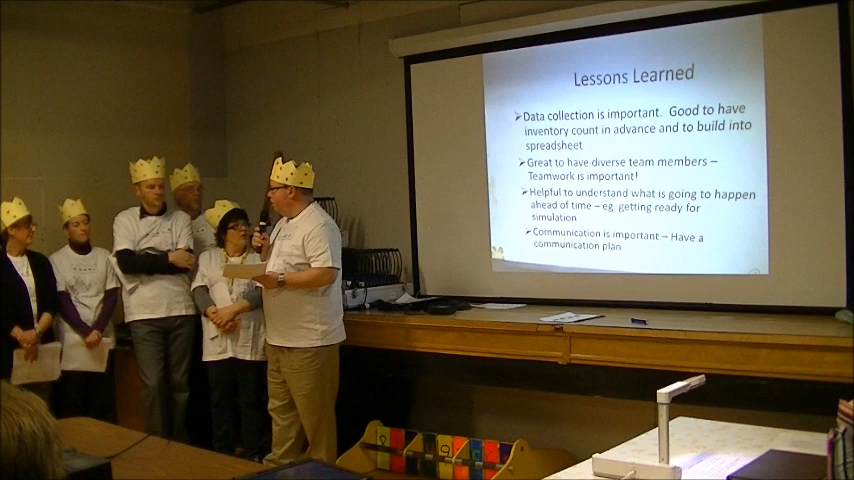 Lessons Learned
➢Data collection is important. Good to have
inventory count in advance and to build into
spreadsheet
➢Great to have diverse team members –
Teamwork is important!
➢Helpful to understand what is going to happen
ahead of time – eg getting ready for
simulation
➢Communication is important – Have a
communication plan